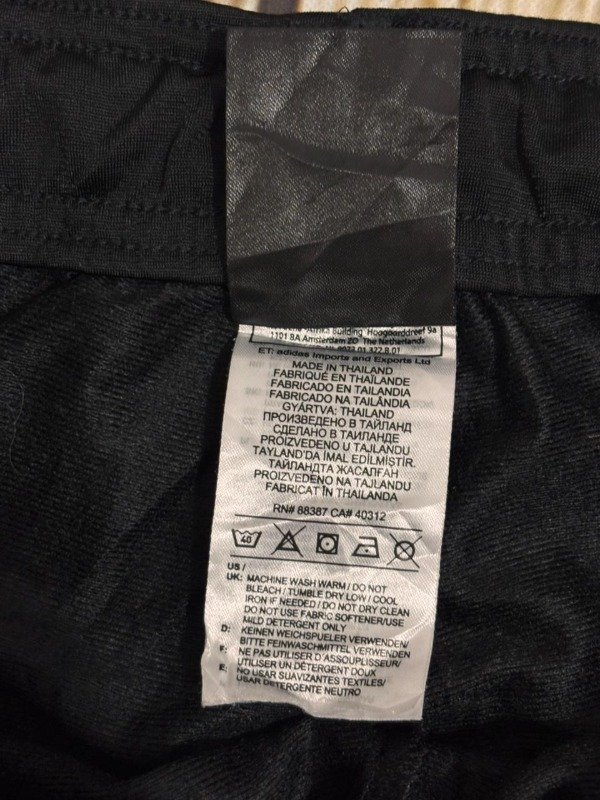 Building Hoogoorddreef 9a
1101 BA Amsterdam ZO The Netherlands
ET: adidas Imports and Exports Ltd
MADE IN THAILAND
FABRIQUÉ EN THAÏLANDE
FABRICADO EN TAILANDIA
FABRICADO NA TAILÂNDIA
GYÁRTVA: THAILAND
ПРОИЗВЕДЕНО В ТАЙЛАНД
СДЕЛАНО В ТАИЛАНДЕ
PROIZVEDENO U TAJLANDU
TAYLAND'DA İMAL EDİLMİŞTİR.
ТАЙЛАНДТА ЖАСАЛҒАН
PROIZVEDENO NA TAJLANDU
FABRICAT ÎN THAILANDA
RN# 88387 CA# 40312
40
US /
UK: MACHINE WASH WARM / DO NOT
BLEACH / TUMBLE DRY LOW / COOL
IRON IF NEEDED / DO NOT DRY CLEAN
DO NOT USE FABRIC SOFTENER/USE
MILD DETERGENT ONLY
D: KEINEN WEICHSPUELER VERWENDEN/
BITTE FEINWASCHMITTEL VERWENDEN
F: NE PAS UTILISER D'ASSOUPLISEUR/
UTILISER UN DÉTERGENT DOUX
E: NO USAR SUAVIZANTES TEXTILES/
USAR DETERGENTE NEUTRO